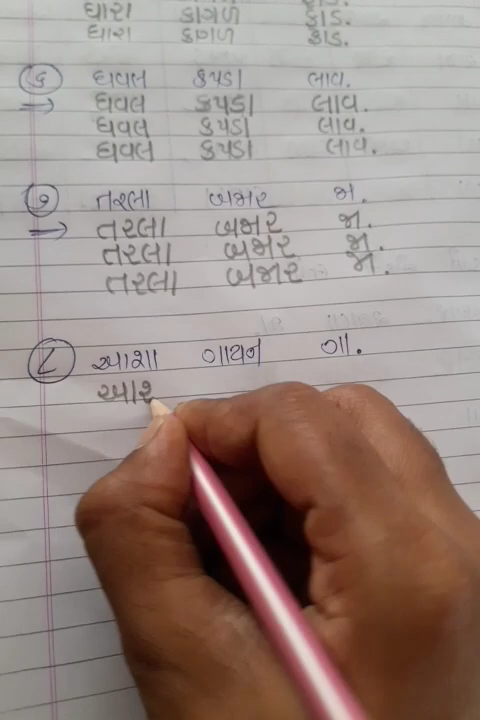 ધારા કાગળ ફાડ.
ધારા કાગળ ફાડ.
૬ ધવલ કપડા લાવ.
→ ધવલ કપડા લાવ.
ધવલ કપડા લાવ.
ધવલ કપડા લાવ.
૭ તરલા બજાર જા.
→ તરલા બજાર જા.
તરલા બજાર જા.
તરલા બજાર જા.
૮ આશા ગાયન ગા.
આશ